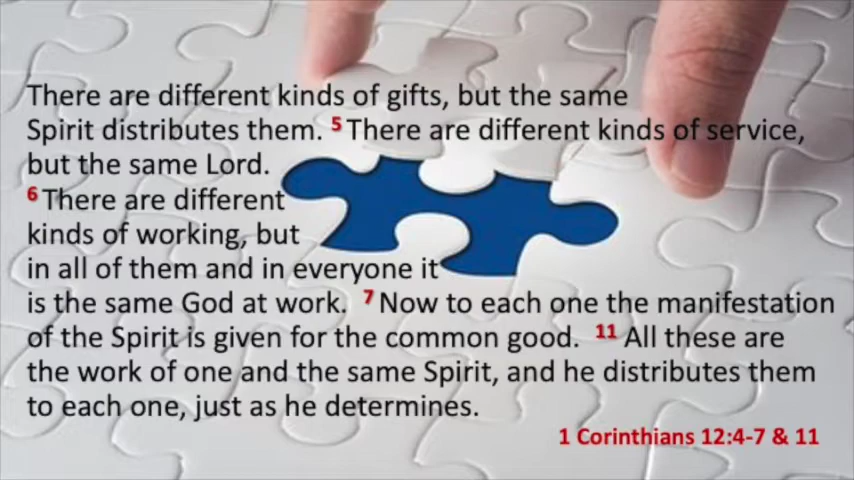 There are different kinds of gifts, but the same
Spirit distributes them. 5 There are different kinds of service,
but the same Lord.
6 There are different
kinds of working, but
in all of them and in everyone it
is the same God at work. 7 Now to each one the manifestation
of the Spirit is given for the common good. 11 All these are
the work of one and the same Spirit, and he distributes them
to each one, just as he determines.
1 Corinthians 12:4-7 & 11